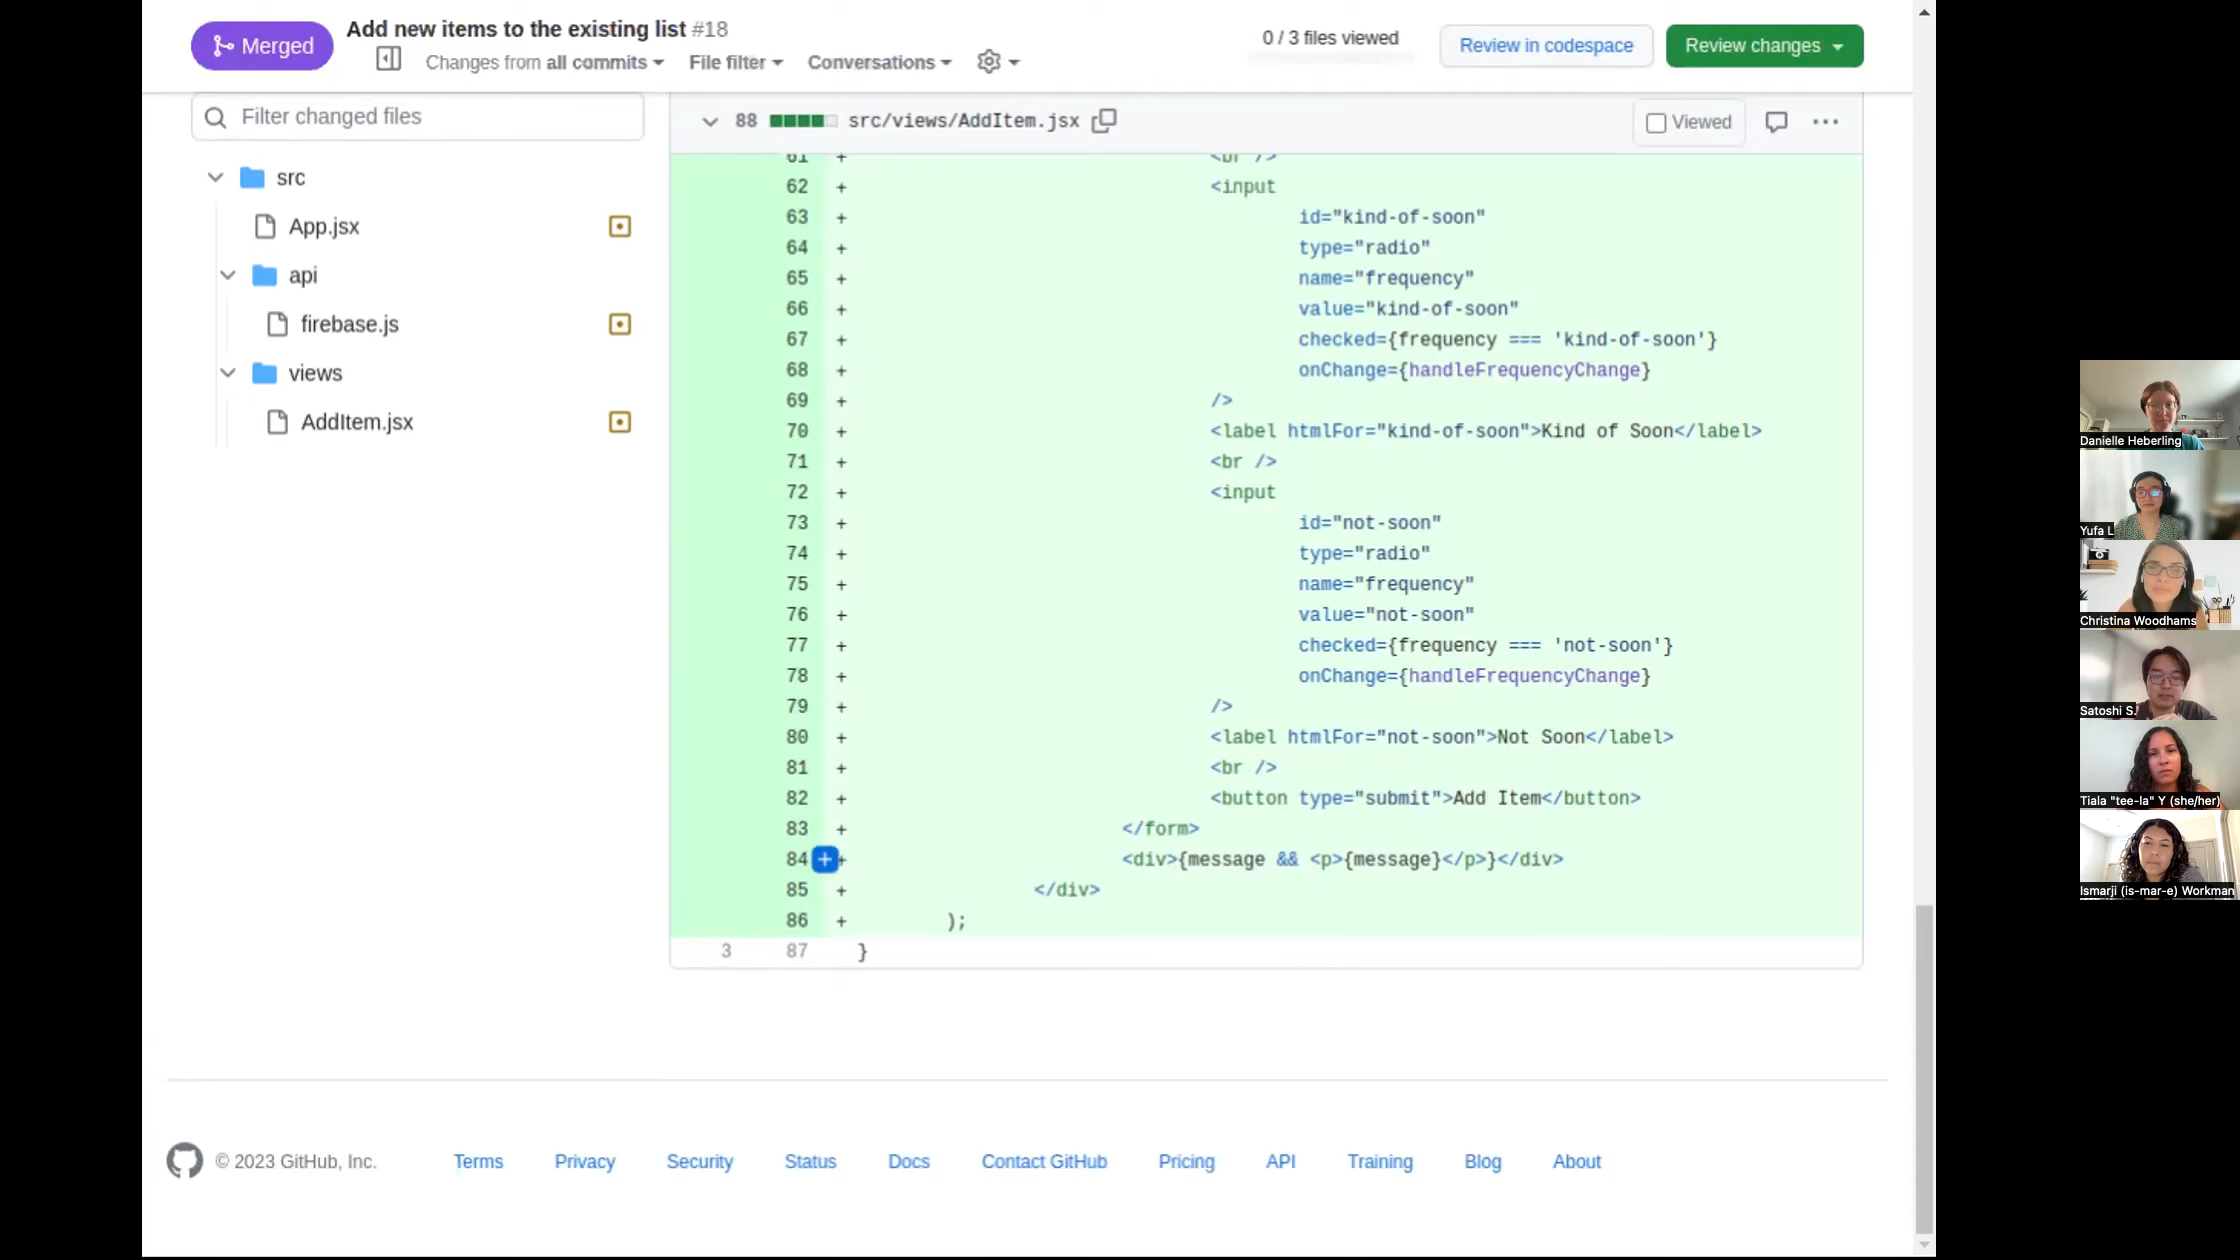 Merged
Add new items to the existing list #18
Changes from all commits
File filter
Conversations
0 / 3 files viewed
Review in codespace
Review changes
Filter changed files
src
App.jsx
api
firebase.js
views
AddItem.jsx
88
src/views/AddItem.jsx
Viewed
61 + <br />
62 + <input
63 + id="kind-of-soon"
64 + type="radio"
65 + name="frequency"
66 + value="kind-of-soon"
67 + checked={frequency === 'kind-of-soon'}
68 + onChange={handleFrequencyChange}
69 + />
70 + <label htmlFor="kind-of-soon">Kind of Soon</label>
71 + <br />
72 + <input
73 + id="not-soon"
74 + type="radio"
75 + name="frequency"
76 + value="not-soon"
77 + checked={frequency === 'not-soon'}
78 + onChange={handleFrequencyChange}
79 + />
80 + <label htmlFor="not-soon">Not Soon</label>
81 + <br />
82 + <button type="submit">Add Item</button>
83 + </form>
84 + <div>{message && <p>{message}</p>}</div>
85 + </div>
86 + );
3 87 }
© 2023 GitHub, Inc.
Terms
Privacy
Security
Status
Docs
Contact GitHub
Pricing
API
Training
Blog
About
Danielle Heberling
Yufa L
Christina Woodhams
Satoshi S.
Tiala "tee-la" Y (she/her)
Ismarji (is-mar-e) Workman